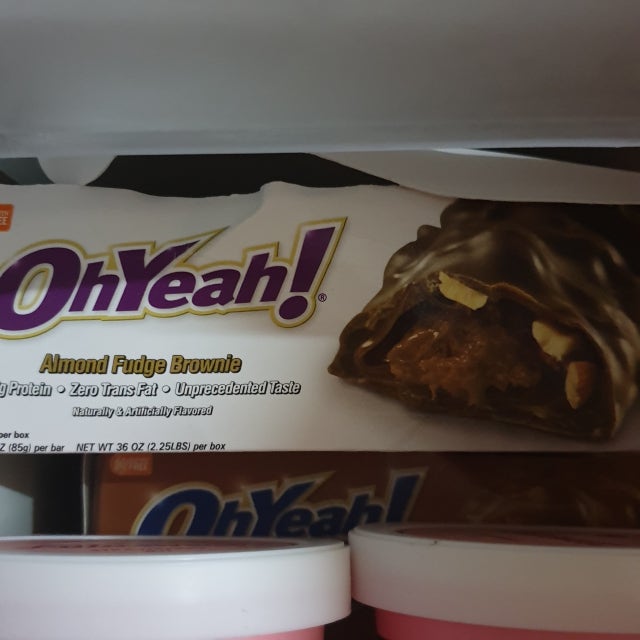 OhYeah!®
Almond Fudge Brownie
g Protein • Zero Trans Fat • Unprecedented Taste
Naturally & Artificially Flavored
per box
Z (85g) per bar NET WT 36 OZ (2.25LBS) per box
OhYeah!